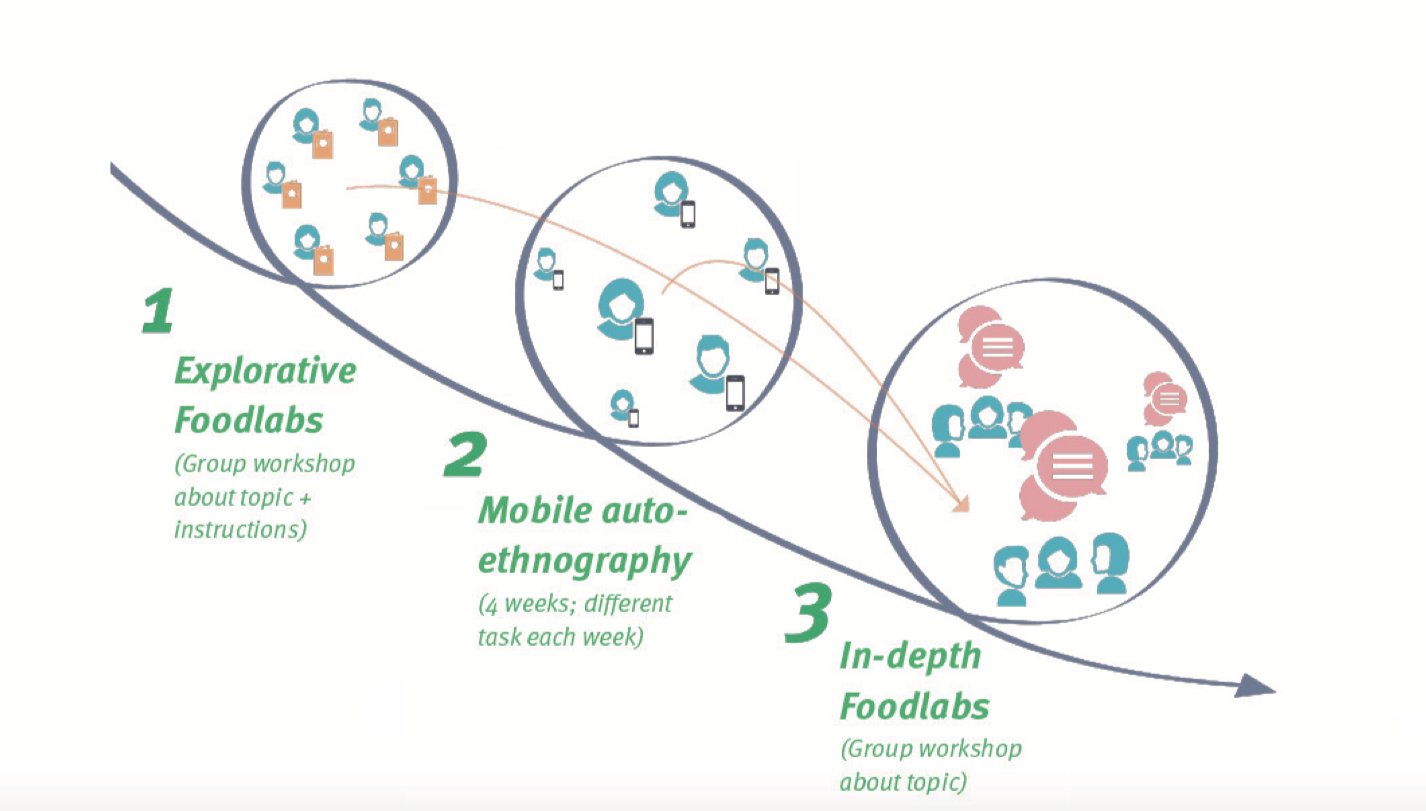 1
Explorative
Foodlabs
(Group workshop
about topic +
instructions)
2
Mobile auto-
ethnography
(4 weeks; different
task each week)
3
In-depth
Foodlabs
(Group workshop
about topic)